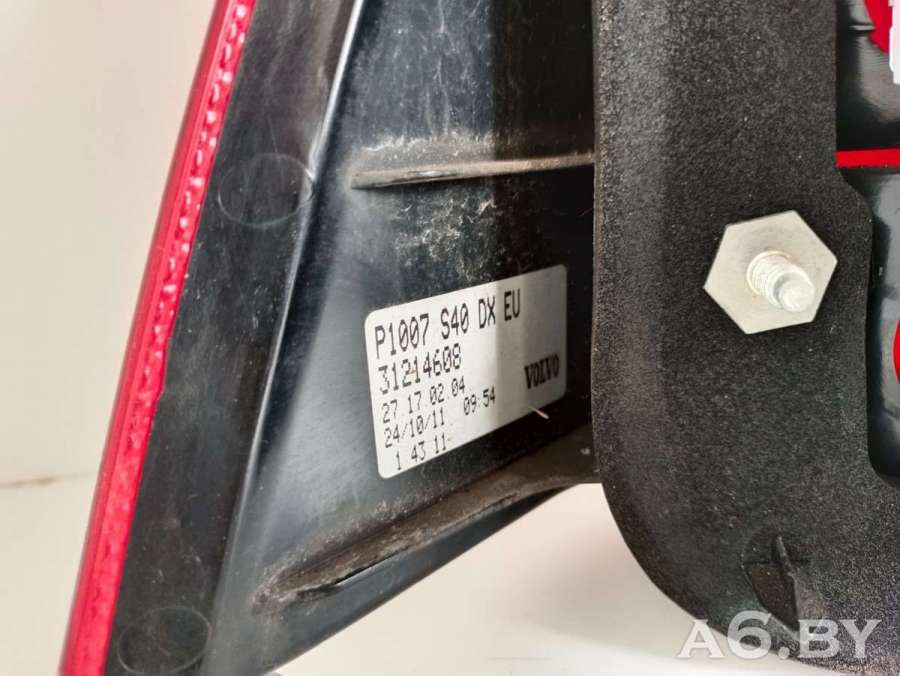 P1007 S40 DX EU
31214608
VOLVO
27.17.02.04
24/10/11 09:54
1 43 11
A6.BY